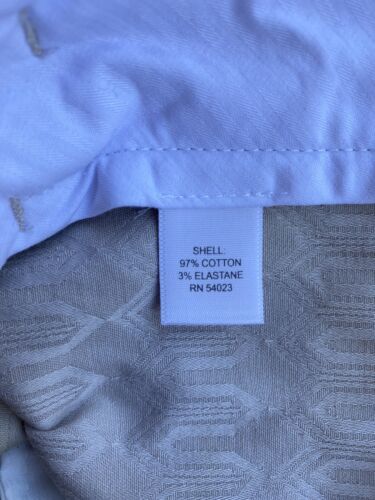 SHELL:
97% COTTON
3% ELASTANE
RN 54023